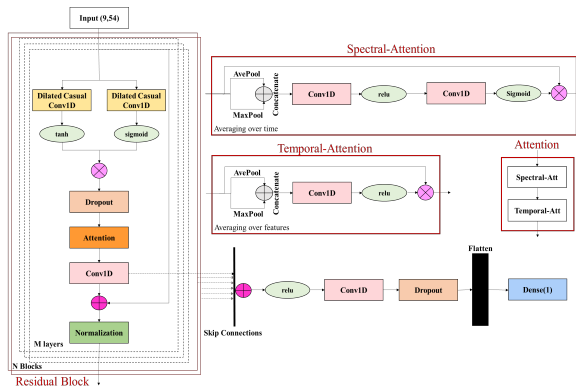 Input (9,54)
Dilated Casual
Conv1D
Dilated Casual
Conv1D
tanh
sigmoid
Dropout
Attention
Conv1D
Normalization
M layers
N Blocks
Residual Block
Spectral-Attention
AvePool
MaxPool
Concatenate
Conv1D
relu
Conv1D
Sigmoid
Averaging over time
Temporal-Attention
AvePool
MaxPool
Concatenate
Conv1D
relu
Averaging over features
Attention
Spectral-Att
Temporal-Att
Skip Connections
relu
Conv1D
Dropout
Flatten
Dense(1)